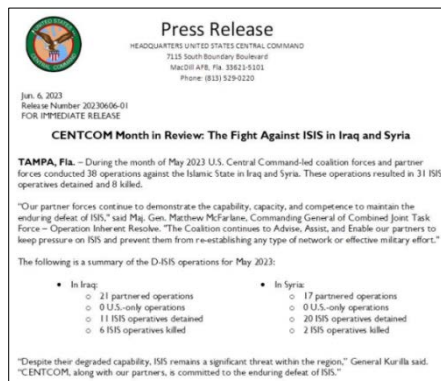 Press Release
HEADQUARTERS UNITED STATES CENTRAL COMMAND
7115 South Boundary Boulevard
MacDill AFB, Fla. 33621-5101
Phone: (813) 529-0220
Jun. 6, 2023
Release Number 20230606-01
FOR IMMEDIATE RELEASE
CENTCOM Month in Review: The Fight Against ISIS in Iraq and Syria
TAMPA, Fla. – During the month of May 2023 U.S. Central Command-led coalition forces and partner
forces conducted 38 operations against the Islamic State in Iraq and Syria. These operations resulted in 31 ISIS
operatives detained and 8 killed.
“Our partner forces continue to demonstrate the capability, capacity, and competence to maintain the
enduring defeat of ISIS,” said Maj. Gen. Matthew McFarlane, Commanding General of Combined Joint Task
Force – Operation Inherent Resolve. "The Coalition continues to Advise, Assist, and Enable our partners to
keep pressure on ISIS and prevent them from re-establishing any type of network or effective military effort."
The following is a summary of the D-ISIS operations for May 2023:
• In Iraq:
○ 21 partnered operations
○ 0 U.S.-only operations
○ 11 ISIS operatives detained
○ 6 ISIS operatives killed
• In Syria:
○ 17 partnered operations
○ 0 U.S.-only operations
○ 20 ISIS operatives detained
○ 2 ISIS operatives killed
“Despite their degraded capability, ISIS remains a significant threat within the region,” General Kurilla said.
“CENTCOM, along with our partners, is committed to the enduring defeat of ISIS.”